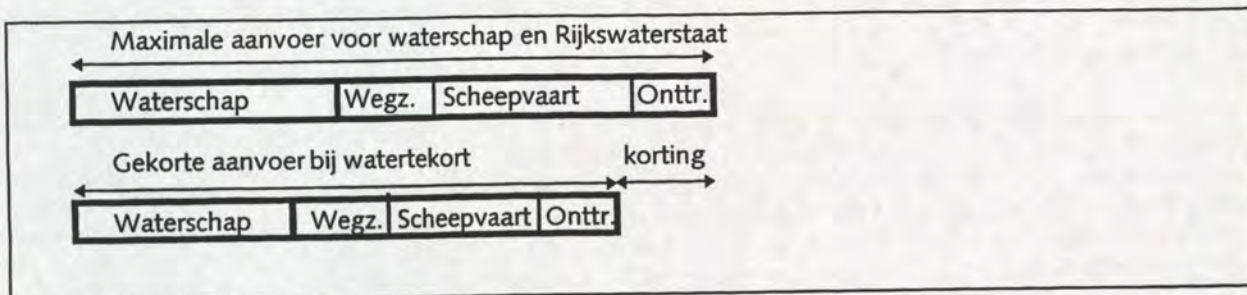 Maximale aanvoer voor waterschap en Rijkswaterstaat
Waterschap Wegz. Scheepvaart Onttr.
Gekorte aanvoer bij watertekort korting
Waterschap Wegz. Scheepvaart Onttr.